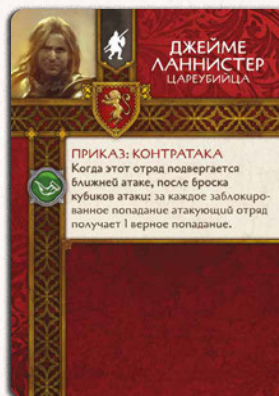 ДЖЕЙМЕ
ЛАННИСТЕР
ЦАРЕУБИЙЦА
ПРИКАЗ: КОНТРАТАКА
Когда этот отряд подвергается
ближней атаке, после броска
кубиков атаки: за каждое заблокиро-
ванное попадание атакующий отряд
получает 1 верное попадание.